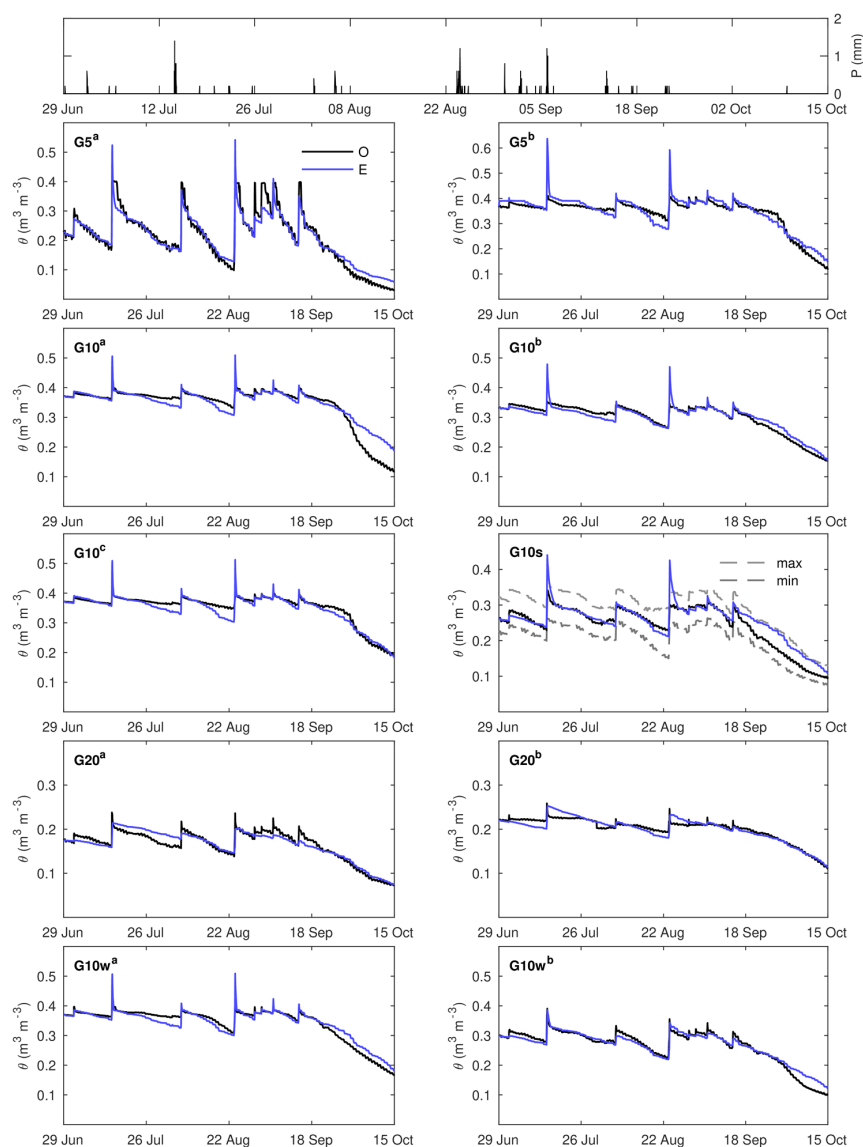 2
1
0
P (mm)
29 Jun 12 Jul 26 Jul 08 Aug 22 Aug 05 Sep 18 Sep 02 Oct 15 Oct
G5ᵃ
O
E
0.5
0.4
0.3
0.2
0.1
θ (m³ m⁻³)
29 Jun 26 Jul 22 Aug 18 Sep 15 Oct
G5ᵇ
0.6
0.5
0.4
0.3
0.2
0.1
θ (m³ m⁻³)
29 Jun 26 Jul 22 Aug 18 Sep 15 Oct
G10ᵃ
0.5
0.4
0.3
0.2
0.1
θ (m³ m⁻³)
29 Jun 26 Jul 22 Aug 18 Sep 15 Oct
G10ᵇ
0.5
0.4
0.3
0.2
0.1
θ (m³ m⁻³)
29 Jun 26 Jul 22 Aug 18 Sep 15 Oct
G10ᶜ
0.5
0.4
0.3
0.2
0.1
θ (m³ m⁻³)
29 Jun 26 Jul 22 Aug 18 Sep 15 Oct
G10s
max
min
0.5
0.4
0.3
0.2
0.1
θ (m³ m⁻³)
29 Jun 26 Jul 22 Aug 18 Sep 15 Oct
G20ᵃ
0.3
0.2
0.1
θ (m³ m⁻³)
29 Jun 26 Jul 22 Aug 18 Sep 15 Oct
G20ᵇ
0.3
0.2
0.1
θ (m³ m⁻³)
29 Jun 26 Jul 22 Aug 18 Sep 15 Oct
G10wᵃ
0.5
0.4
0.3
0.2
0.1
θ (m³ m⁻³)
29 Jun 26 Jul 22 Aug 18 Sep 15 Oct
G10wᵇ
0.5
0.4
0.3
0.2
0.1
θ (m³ m⁻³)
29 Jun 26 Jul 22 Aug 18 Sep 15 Oct